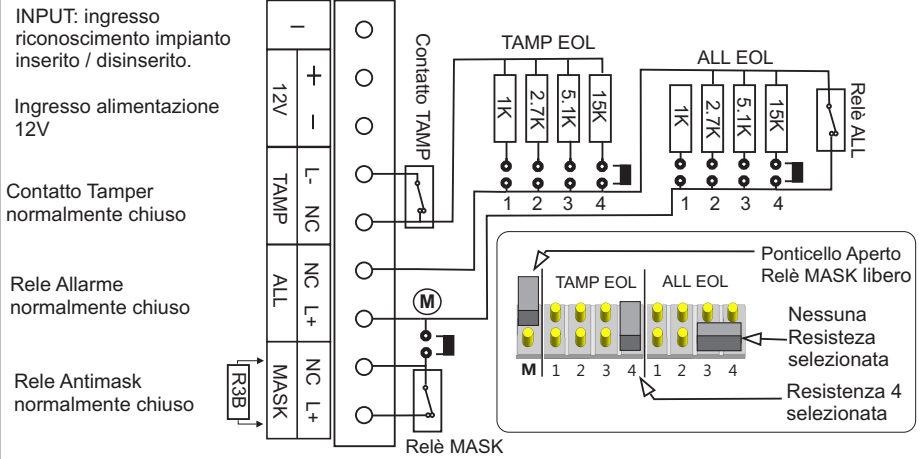 INPUT: ingresso
riconoscimento impianto
inserito / disinserito.
Ingresso alimentazione
12V
Contatto Tamper
normalmente chiuso
Rele Allarme
normalmente chiuso
Rele Antimask
normalmente chiuso
R3B
–
12V
+
–
TAMP
L-
NC
ALL
NC
L+
MASK
NC
L+
Contatto TAMP
M
Relè MASK
TAMP EOL
1K
2.7K
5.1K
15K
1 2 3 4
ALL EOL
1K
2.7K
5.1K
15K
1 2 3 4
Relè ALL
Ponticello Aperto
Relè MASK libero
TAMP EOL ALL EOL
Nessuna
Resisteza
selezionata
M 1 2 3 4 1 2 3 4
Resistenza 4
selezionata